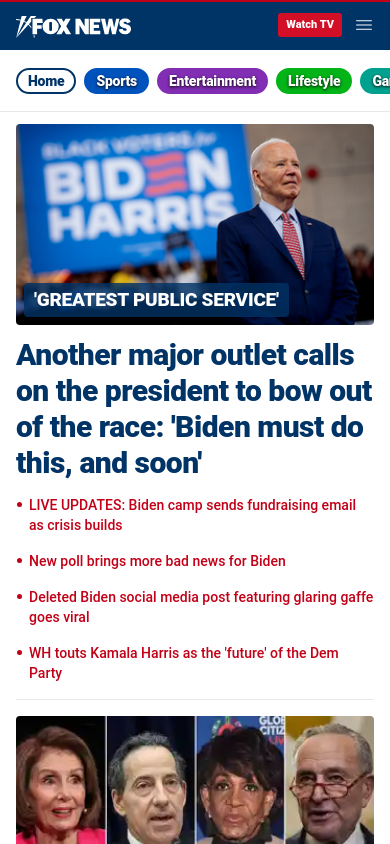 FOX NEWS
Watch TV
Home
Sports
Entertainment
Lifestyle
BLACK VOTERS for
BIDEN
HARRIS
'GREATEST PUBLIC SERVICE'
Another major outlet calls
on the president to bow out
of the race: 'Biden must do
this, and soon'
• LIVE UPDATES: Biden camp sends fundraising email
as crisis builds
• New poll brings more bad news for Biden
• Deleted Biden social media post featuring glaring gaffe
goes viral
• WH touts Kamala Harris as the 'future' of the Dem
Party